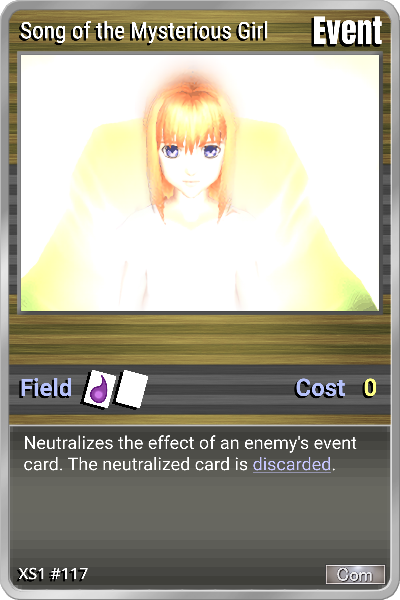 Song of the Mysterious Girl
Event
Field
Cost 0
Neutralizes the effect of an enemy's event
card. The neutralized card is discarded.
XS1 #117
Com